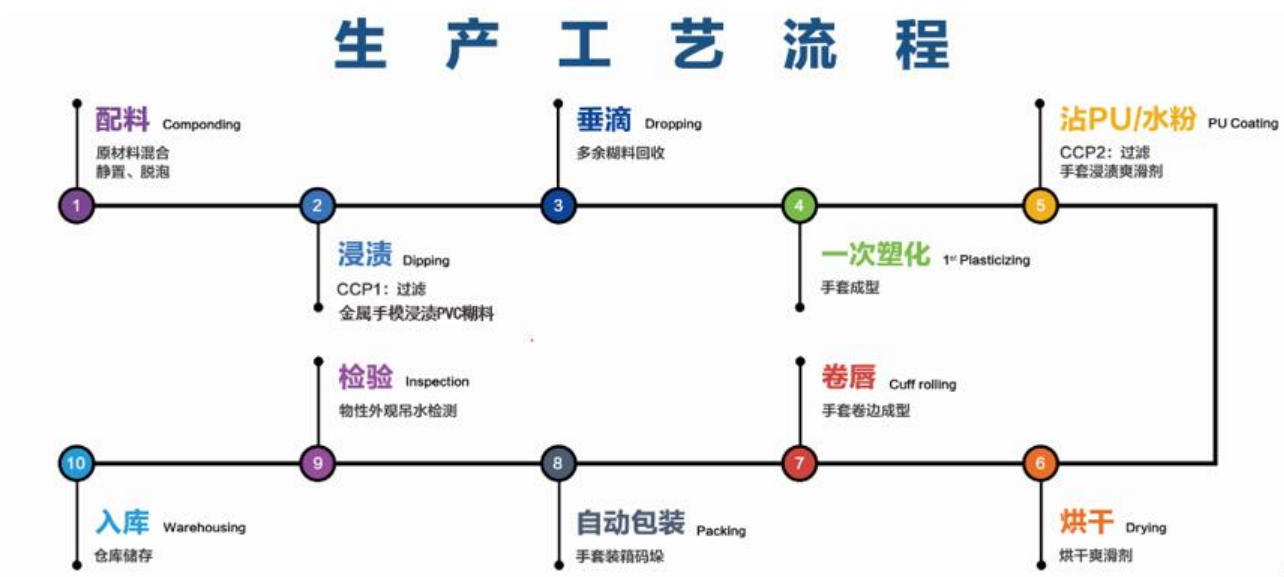 生产工艺流程
配料 Componding
原材料混合
静置、脱泡
1
2
浸渍 Dipping
CCP1：过滤
金属手模浸渍PVC糊料
垂滴 Dropping
多余糊料回收
3
4
一次塑化 1st Plasticizing
手套成型
沾PU/水粉 PU Coating
CCP2：过滤
手套浸渍爽滑剂
5
6
烘干 Drying
烘干爽滑剂
卷唇 Cuff rolling
手套卷边成型
7
8
自动包装 Packing
手套装箱码垛
检验 Inspection
物性外观吊水检测
9
10
入库 Warehousing
仓库储存